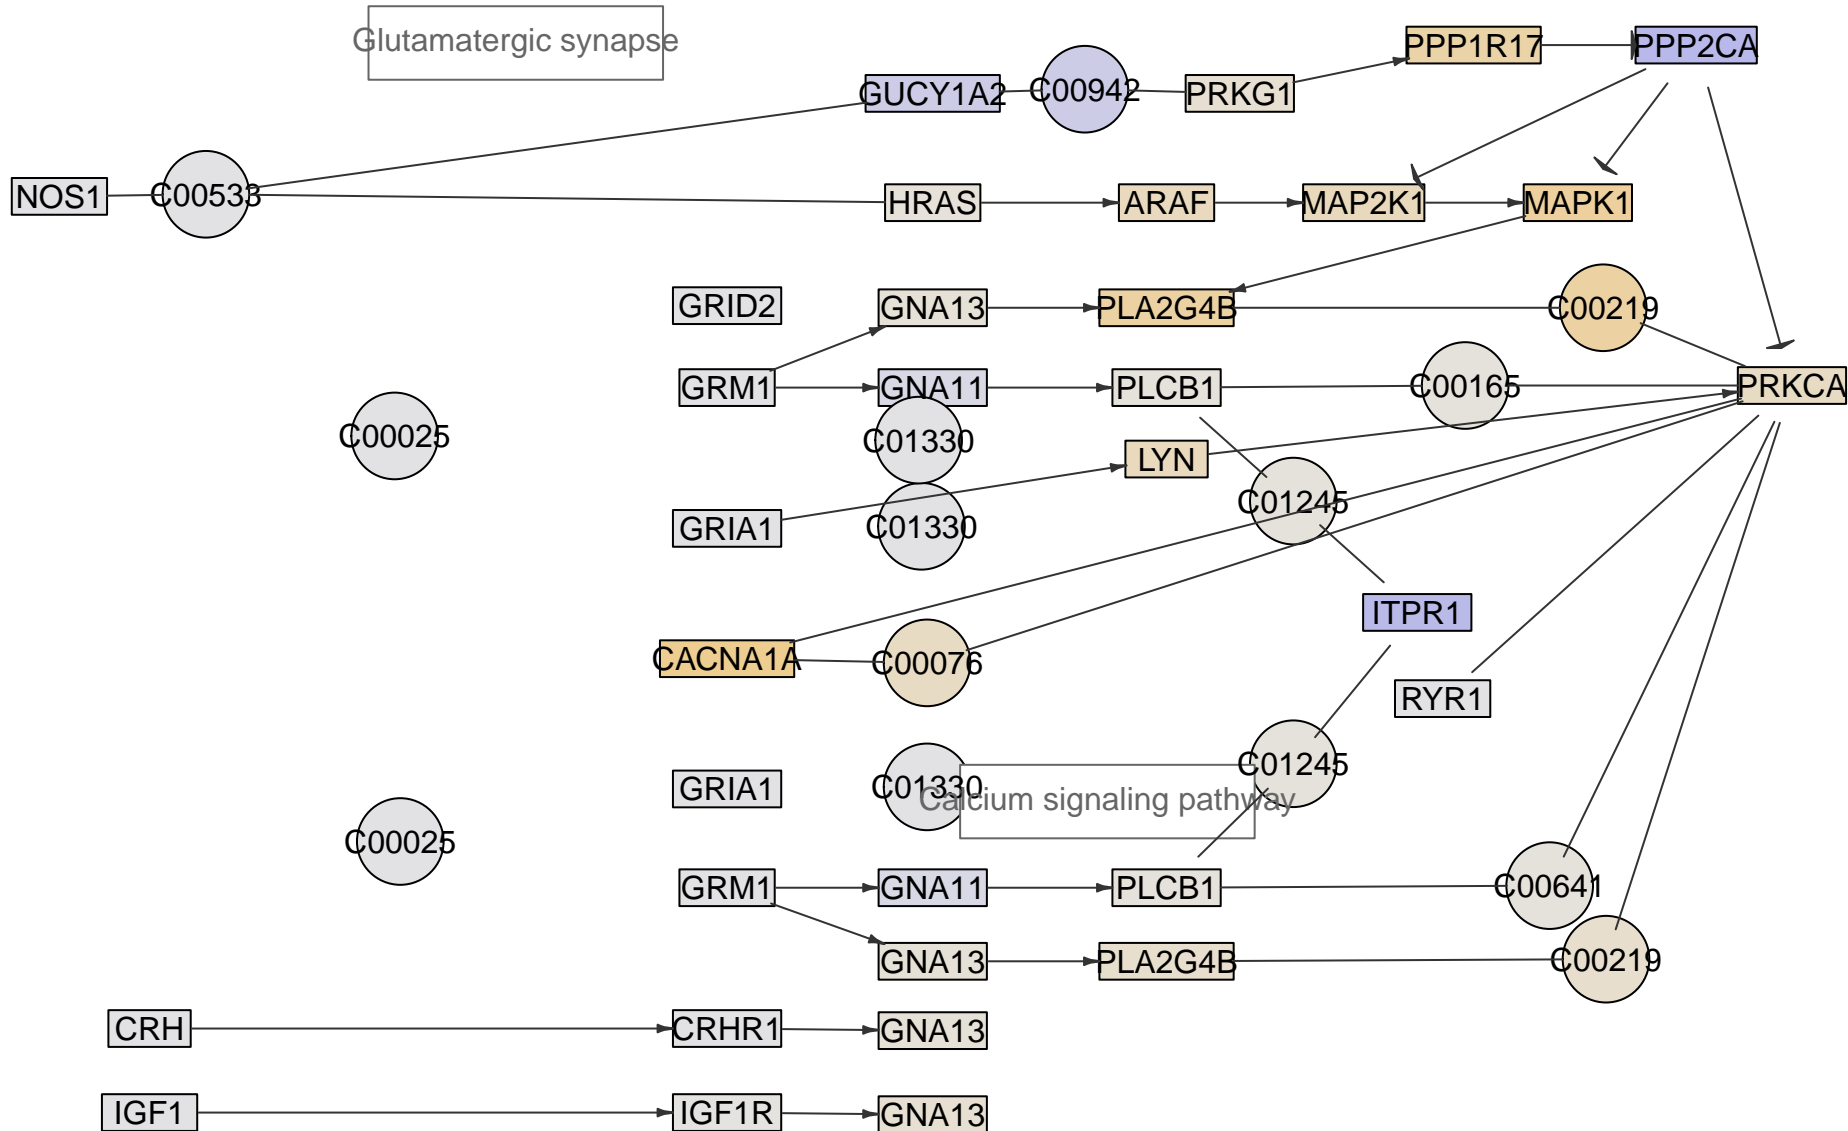 Glutamatergic synapse
PPP1R17
PPP2CA
GUCY1A2
C00942
PRKG1
NOS1
C00533
HRAS
ARAF
MAP2K1
MAPK1
GRID2
GNA13
PLA2G4B
C00219
GRM1
GNA11
PLCB1
C00165
PRKCA
C00025
C01330
LYN
GRIA1
C01330
C01245
ITPR1
CACNA1A
C00076
RYR1
GRIA1
C01330
C01245
Calcium signaling pathway
C00025
GRM1
GNA11
PLCB1
C00641
GNA13
PLA2G4B
C00219
CRH
CRHR1
GNA13
IGF1
IGF1R
GNA13